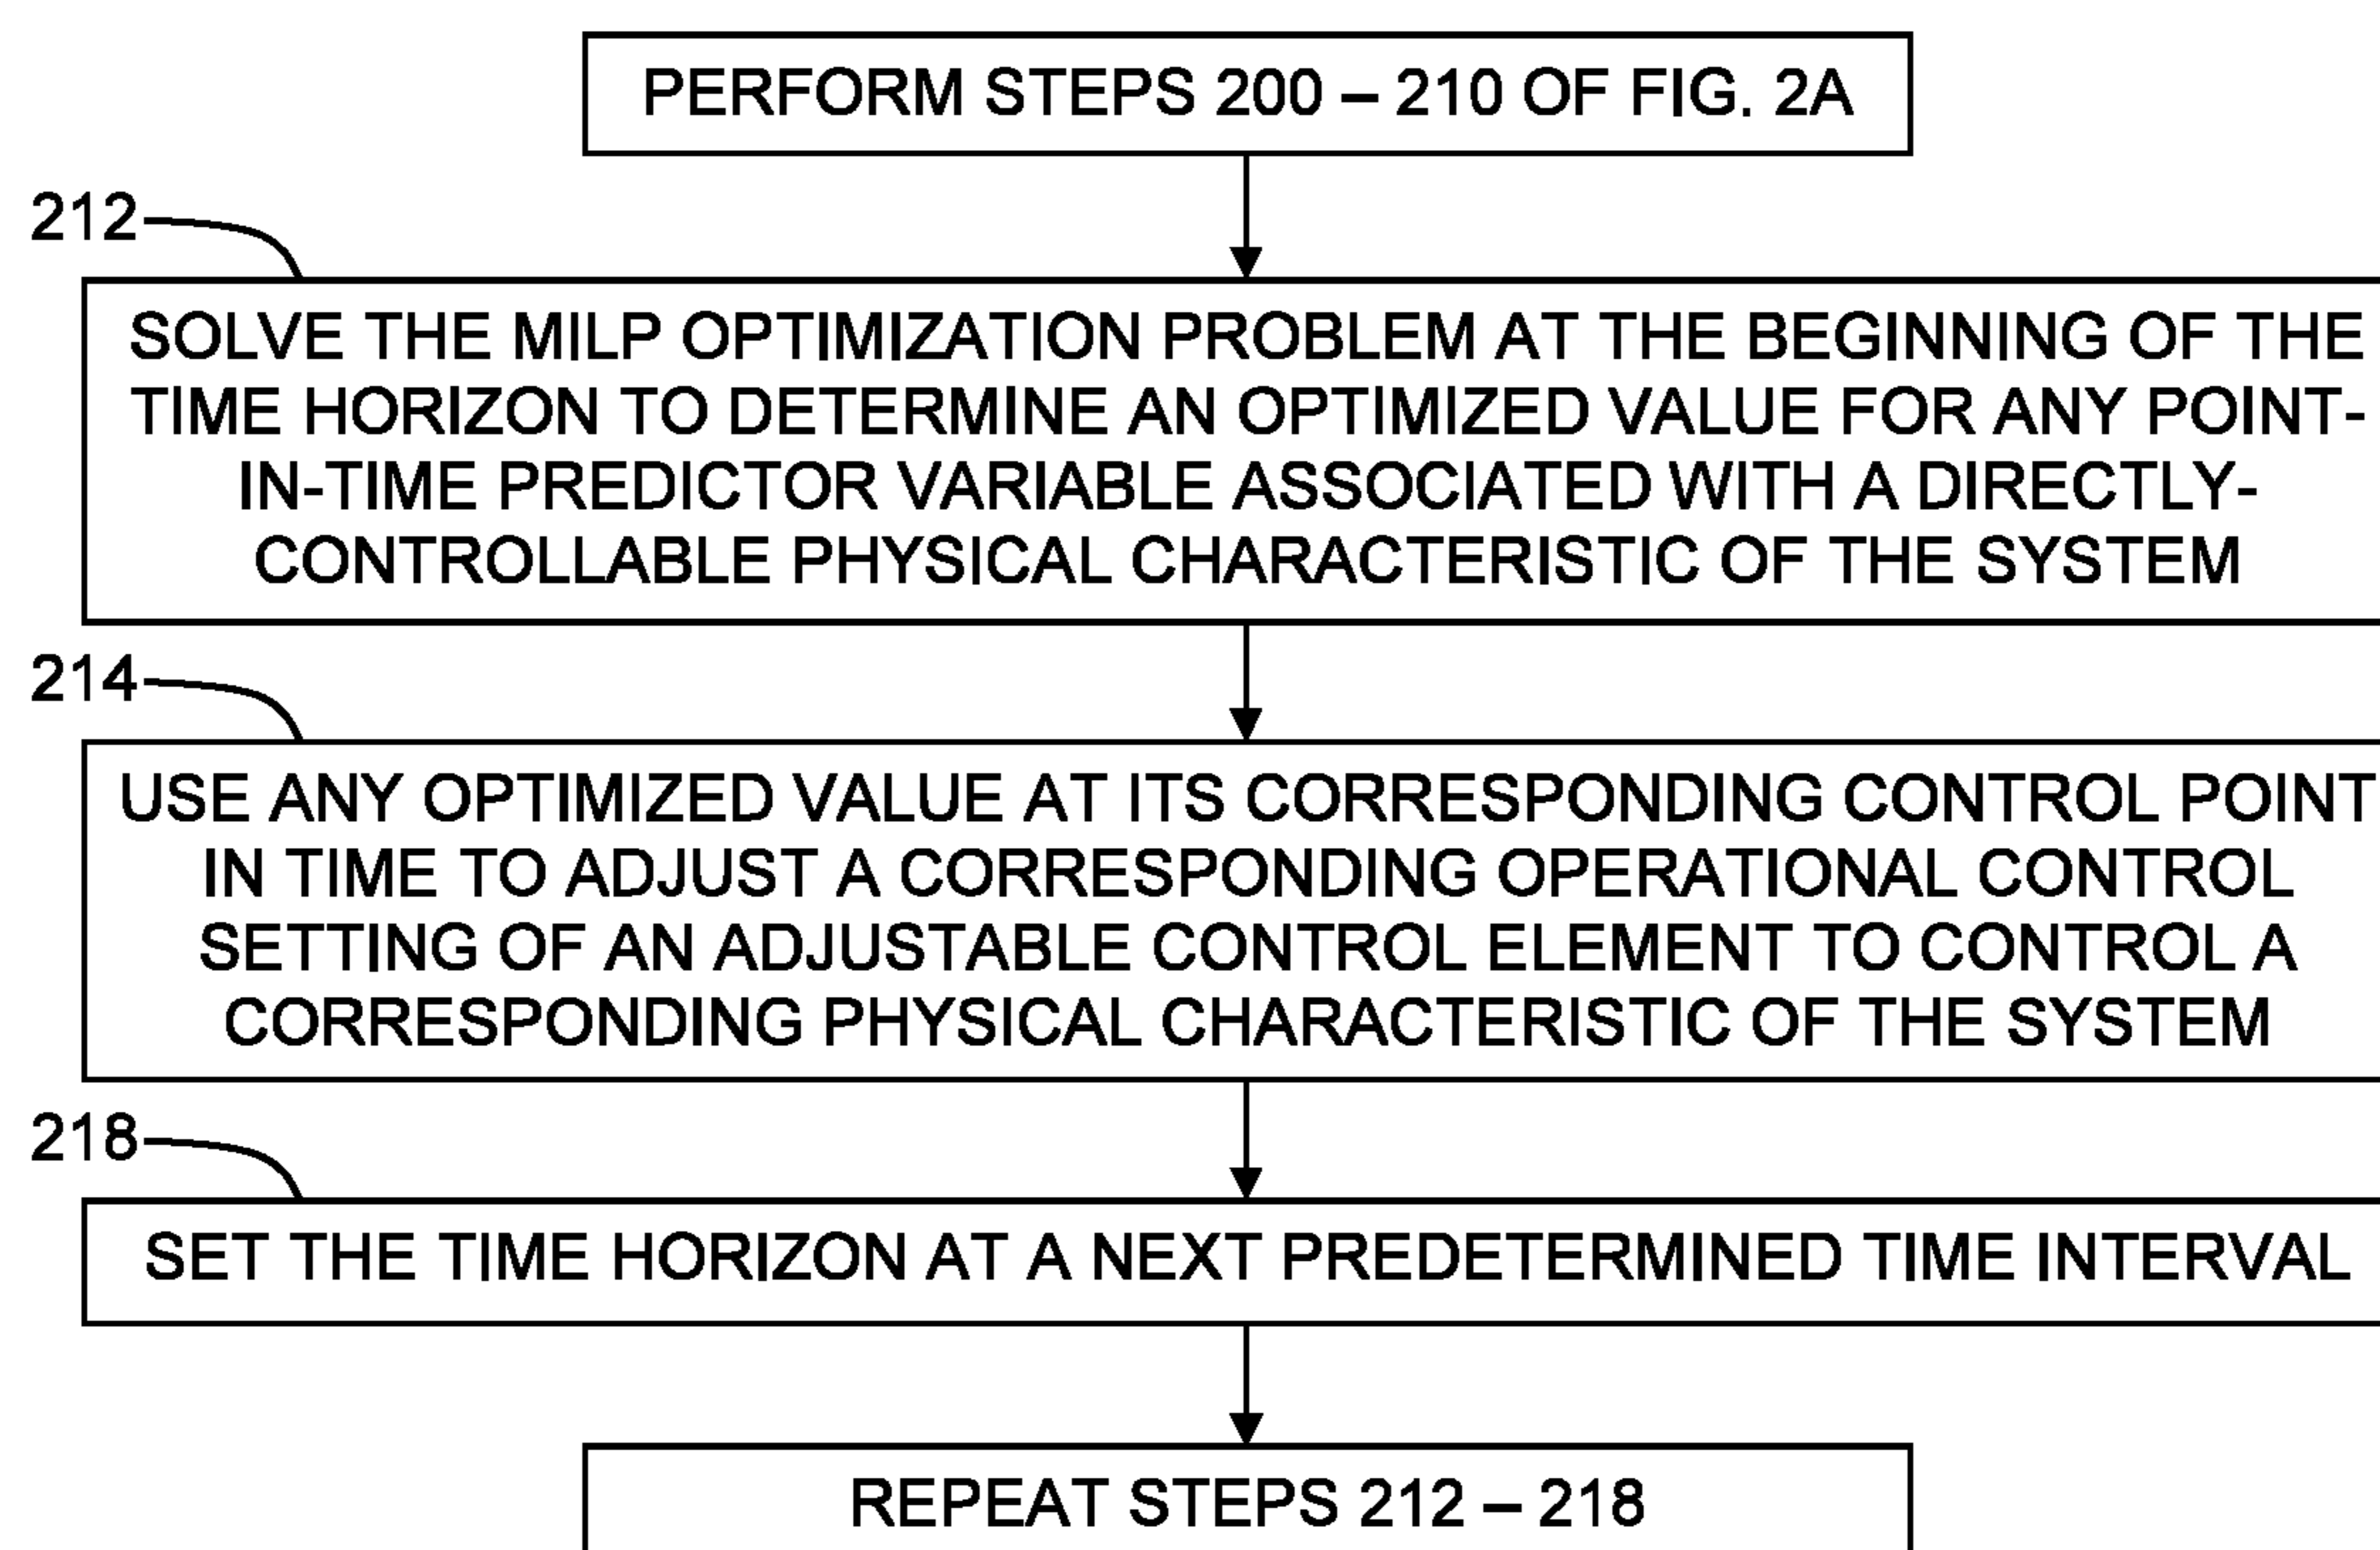 PERFORM STEPS 200 – 210 OF FIG. 2A
212
SOLVE THE MILP OPTIMIZATION PROBLEM AT THE BEGINNING OF THE
TIME HORIZON TO DETERMINE AN OPTIMIZED VALUE FOR ANY POINT-
IN-TIME PREDICTOR VARIABLE ASSOCIATED WITH A DIRECTLY-
CONTROLLABLE PHYSICAL CHARACTERISTIC OF THE SYSTEM
214
USE ANY OPTIMIZED VALUE AT ITS CORRESPONDING CONTROL POINT
IN TIME TO ADJUST A CORRESPONDING OPERATIONAL CONTROL
SETTING OF AN ADJUSTABLE CONTROL ELEMENT TO CONTROL A
CORRESPONDING PHYSICAL CHARACTERISTIC OF THE SYSTEM
218
SET THE TIME HORIZON AT A NEXT PREDETERMINED TIME INTERVAL
REPEAT STEPS 212 – 218